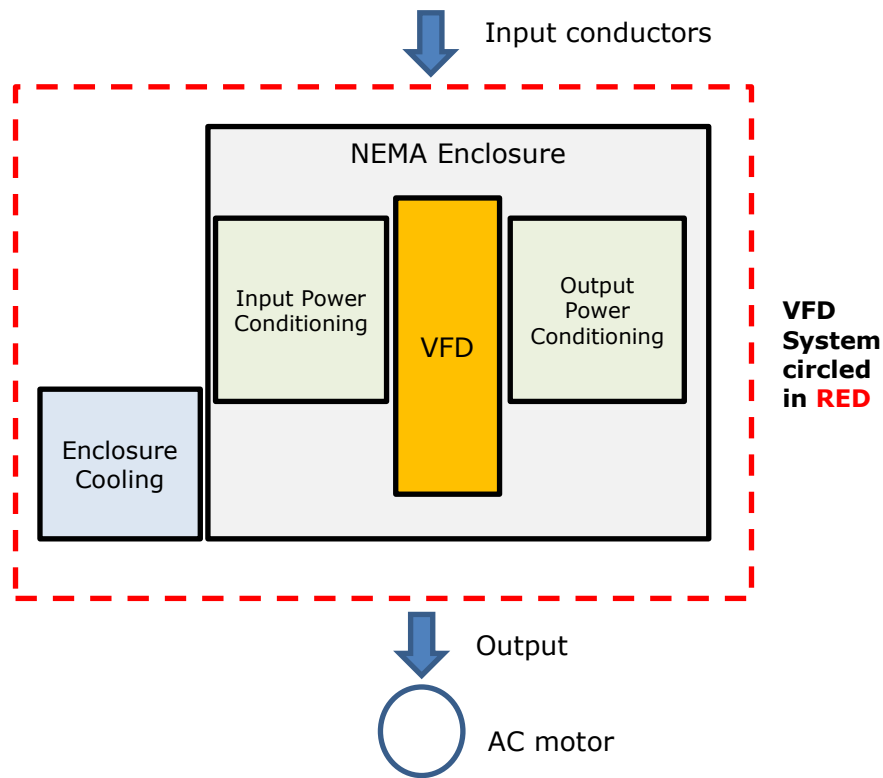 Input conductors
NEMA Enclosure
Input Power
Conditioning
VFD
Output
Power
Conditioning
Enclosure
Cooling
VFD
System
circled
in RED
Output
AC motor